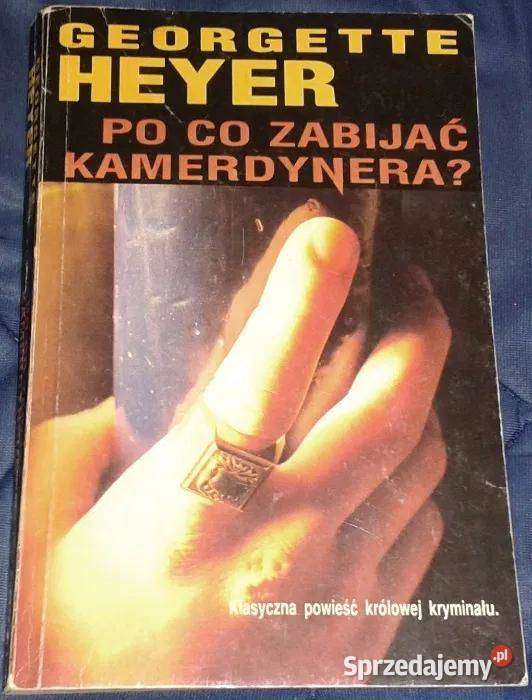 GEORGETTE
HEYER
PO CO ZABIJAĆ
KAMERDYNERA?
Klasyczna powieść królowej kryminału.
Sprzedajemy.pl